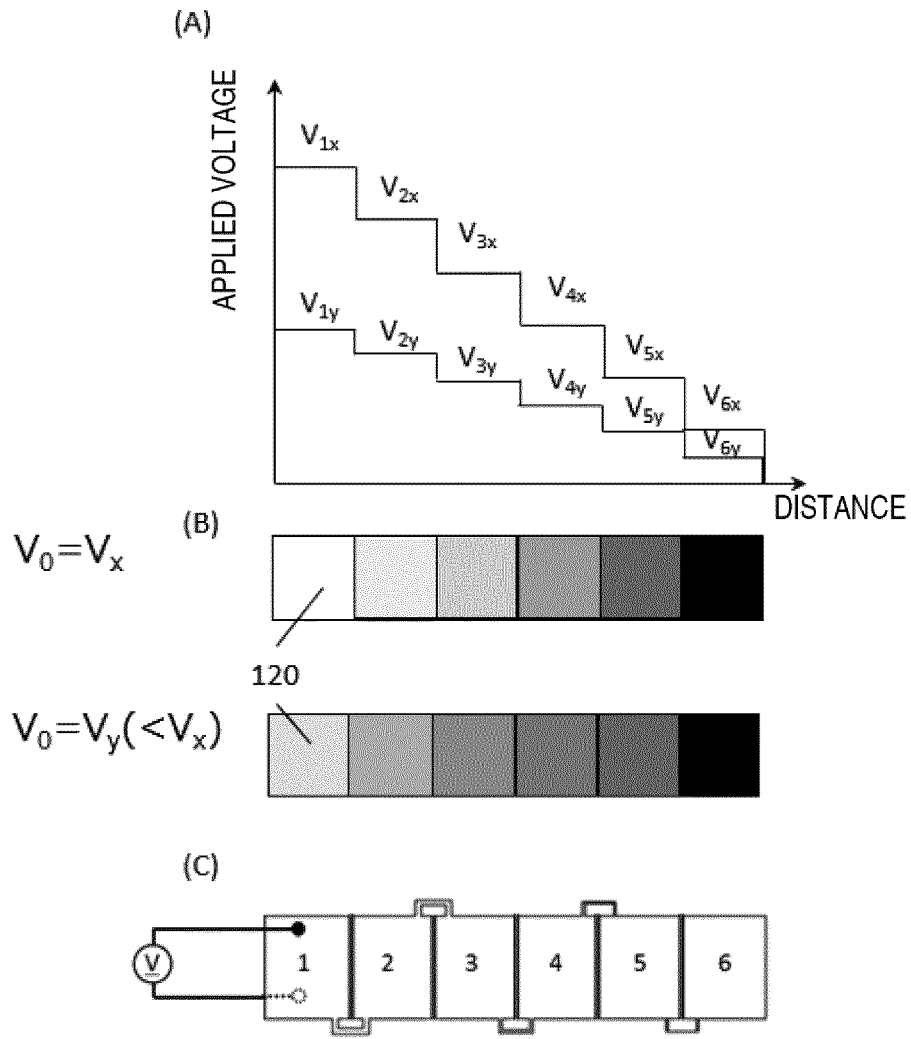 (A)
APPLIED VOLTAGE
V1x
V2x
V3x
V4x
V5x
V6x
V1y
V2y
V3y
V4y
V5y
V6y
DISTANCE
(B)
V0=Vx
120
V0=Vy(<Vx)
(C)
V
1 2 3 4 5 6